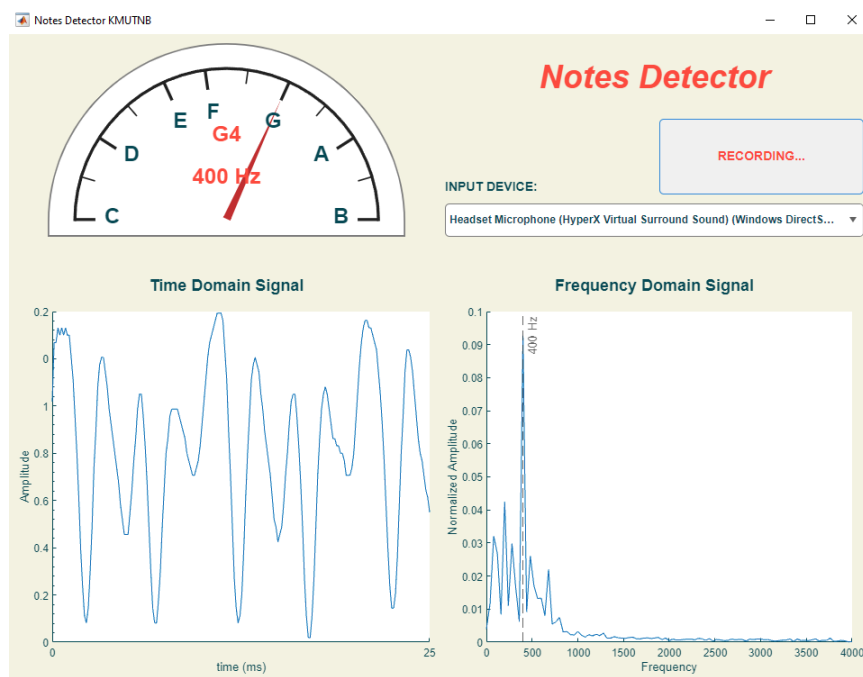 Notes Detector KMUTNB
Notes Detector
C
D
E
F
G
A
B
G4
400 Hz
RECORDING...
INPUT DEVICE:
Headset Microphone (HyperX Virtual Surround Sound) (Windows DirectS...
Time Domain Signal
0.2
0
1
0.8
0.6
0.4
0.2
0
Amplitude
0
25
time (ms)
Frequency Domain Signal
400 Hz
0.1
0.09
0.08
0.07
0.06
0.05
0.04
0.03
0.02
0.01
0
Normalized Amplitude
0 500 1000 1500 2000 2500 3000 3500 4000
Frequency